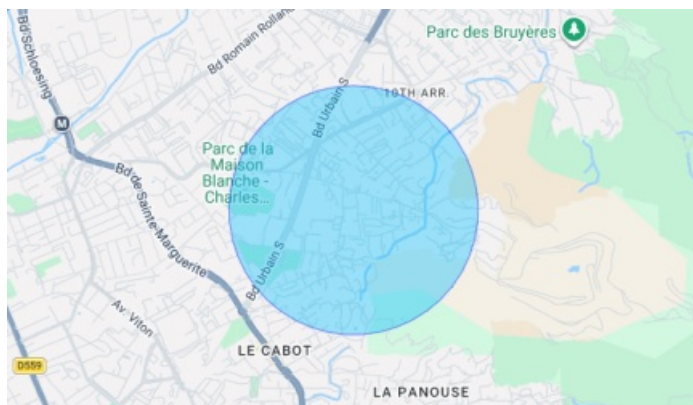 Bd Schloesing
Bd Romain Rolland
Parc des Bruyères
10TH ARR.
Bd Urbain S
M
Parc de la
Maison
Blanche -
Charles...
Bd de Sainte-Marguerite
Bd Urbain S
Av. Viton
LE CABOT
D559
LA PANOUSE